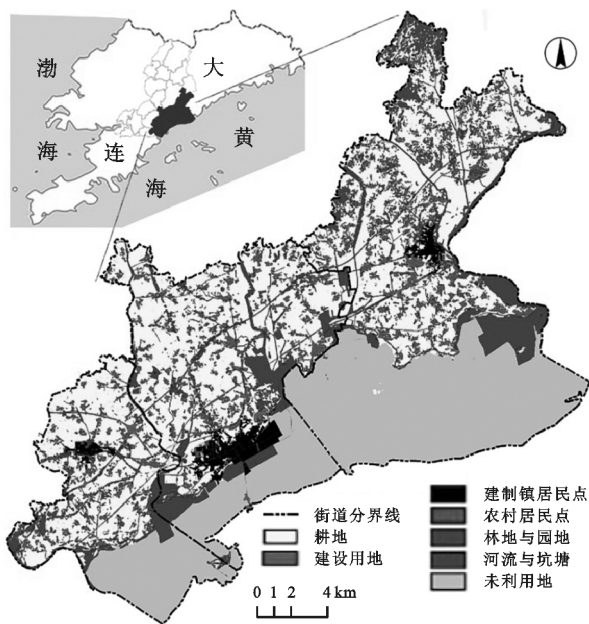 渤
大
海
连
黄
海
街道分界线
耕地
建设用地
建制镇居民点
农村居民点
林地与园地
河流与坑塘
未利用地
0 1 2 4 km